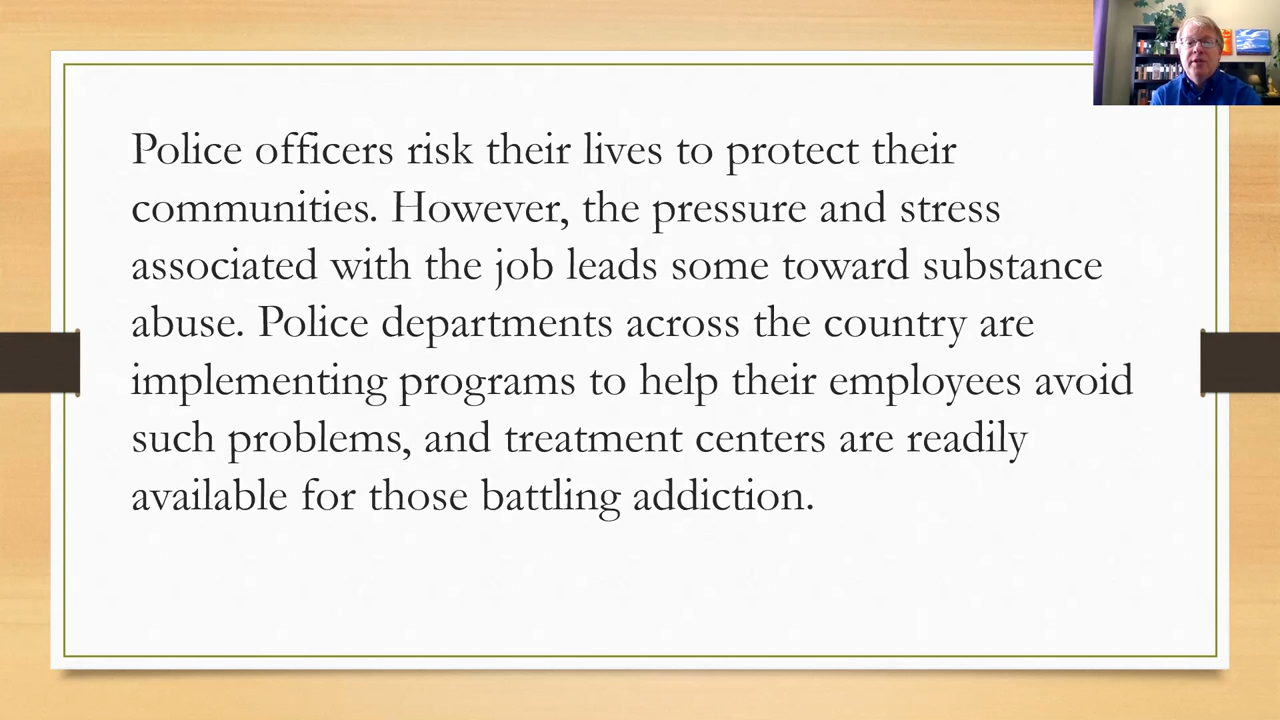 Police officers risk their lives to protect their
communities. However, the pressure and stress
associated with the job leads some toward substance
abuse. Police departments across the country are
implementing programs to help their employees avoid
such problems, and treatment centers are readily
available for those battling addiction.